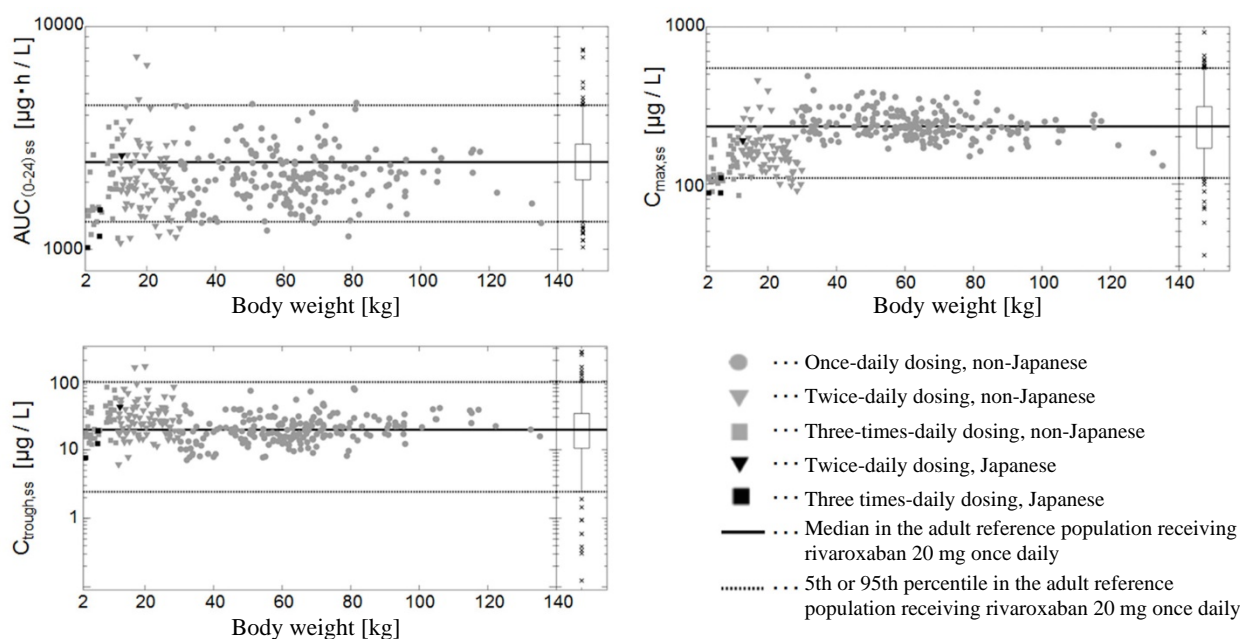 10000
1000
AUC(0-24) ss [µg・h / L]
2 20 40 60 80 100 120 140
Body weight [kg]
1000
100
Cmax,ss [µg / L]
2 20 40 60 80 100 120 140
Body weight [kg]
100
10
1
Ctrough,ss [µg / L]
2 20 40 60 80 100 120 140
Body weight [kg]
··· Once-daily dosing, non-Japanese
··· Twice-daily dosing, non-Japanese
··· Three-times-daily dosing, non-Japanese
··· Twice-daily dosing, Japanese
··· Three times-daily dosing, Japanese
··· Median in the adult reference population receiving
rivaroxaban 20 mg once daily
··· 5th or 95th percentile in the adult reference
population receiving rivaroxaban 20 mg once daily